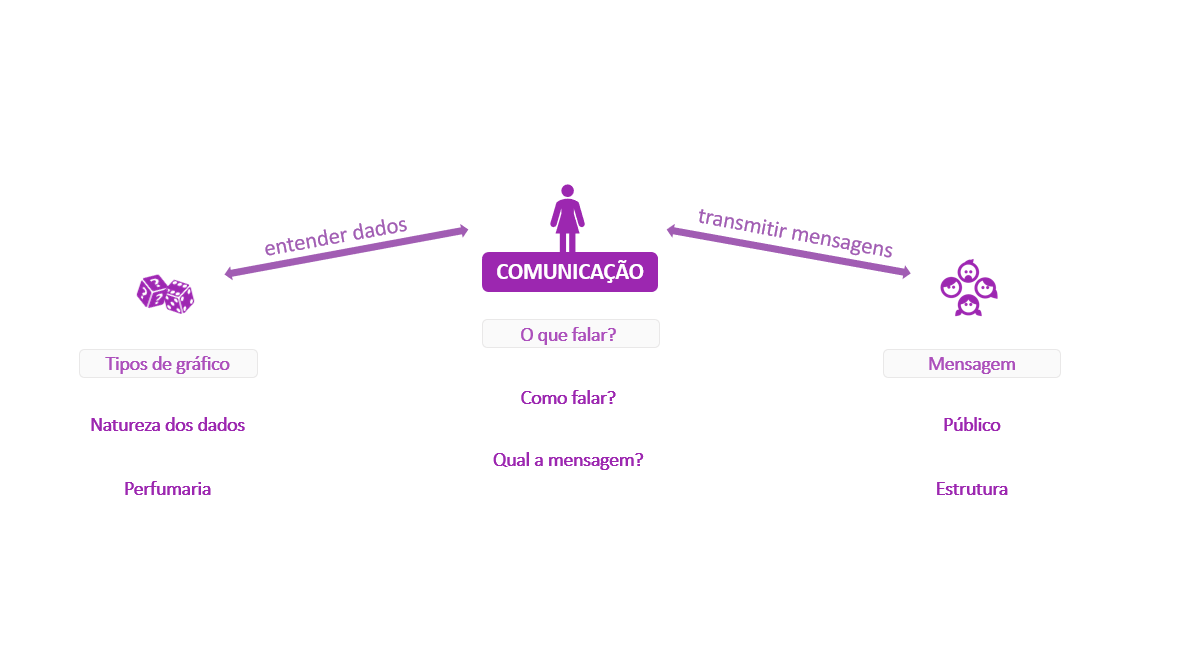 entender dados
transmitir mensagens
COMUNICAÇÃO
O que falar?
Como falar?
Qual a mensagem?
Tipos de gráfico
Natureza dos dados
Perfumaria
Mensagem
Público
Estrutura